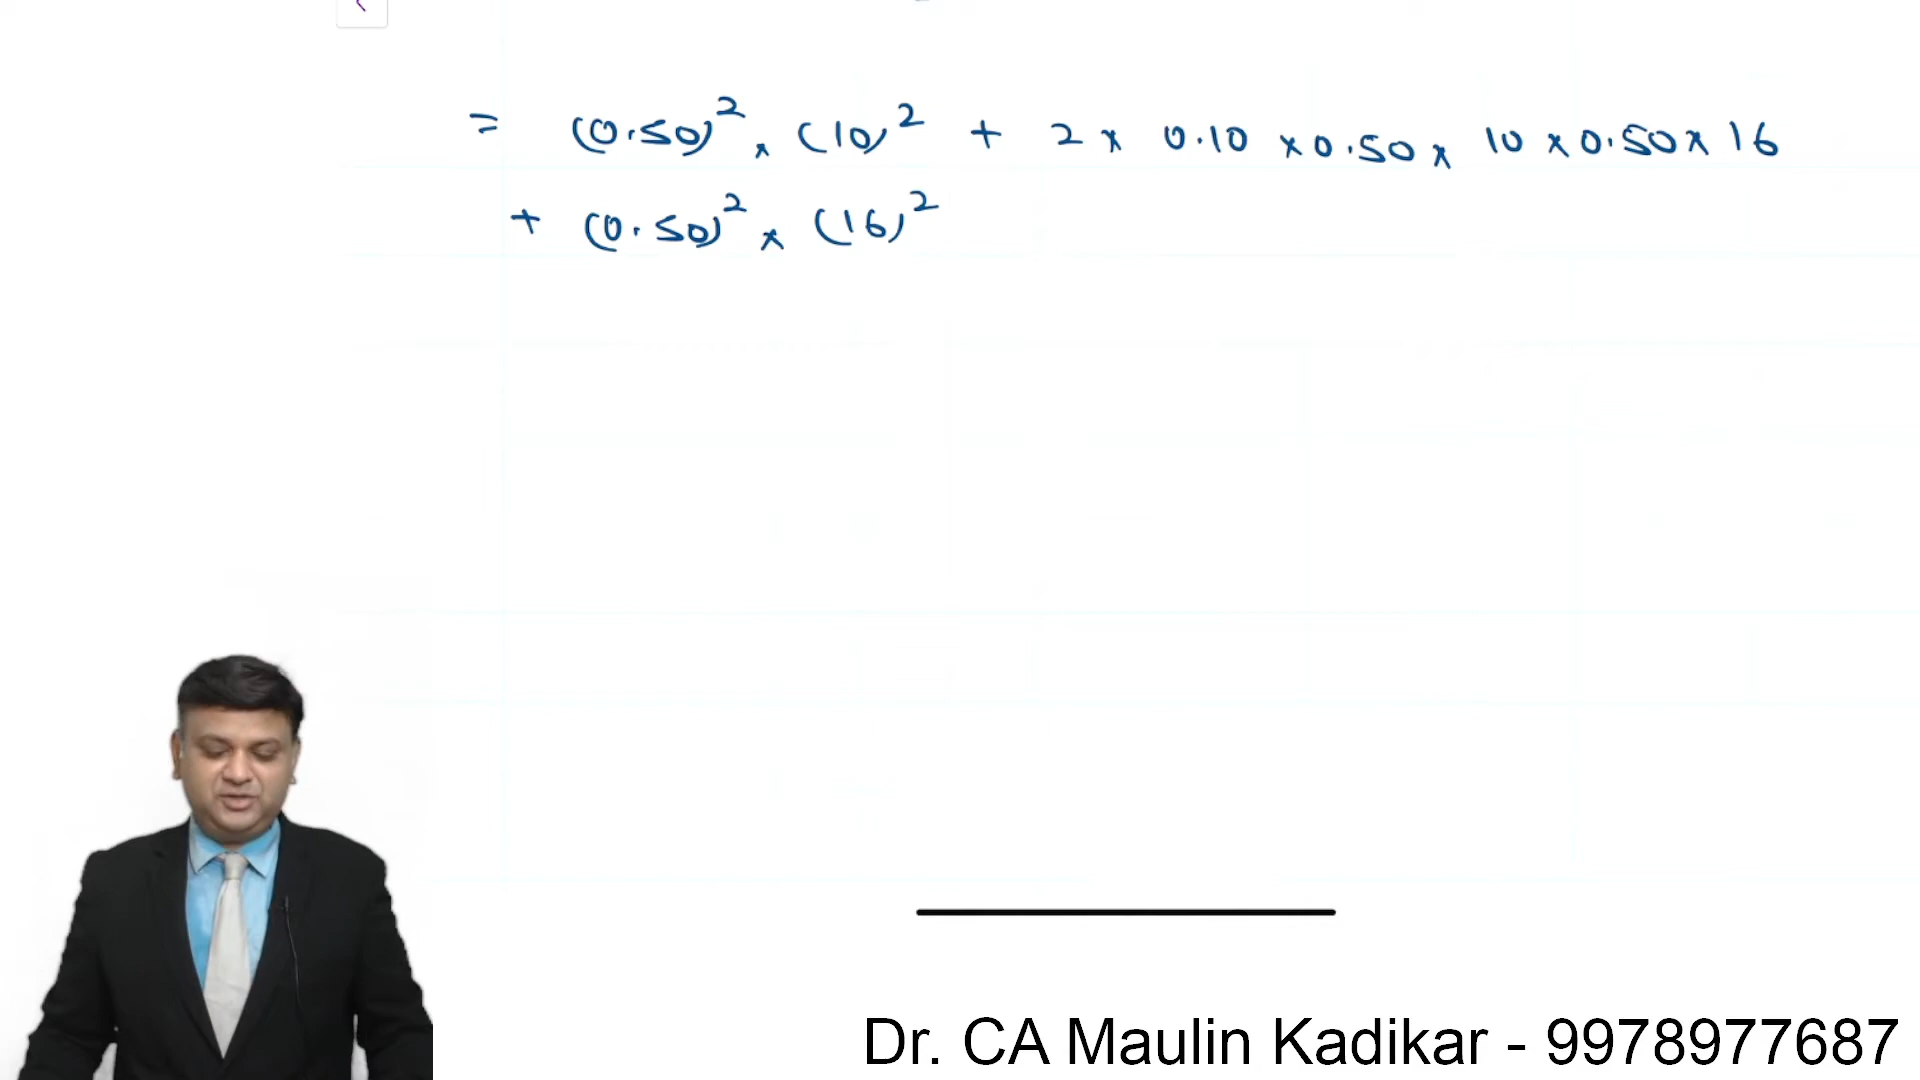 = (0.50)² × (10)² + 2 × 0.10 × 0.50 × 10 × 0.50 × 16
+ (0.50)² × (16)²
Dr. CA Maulin Kadikar - 9978977687